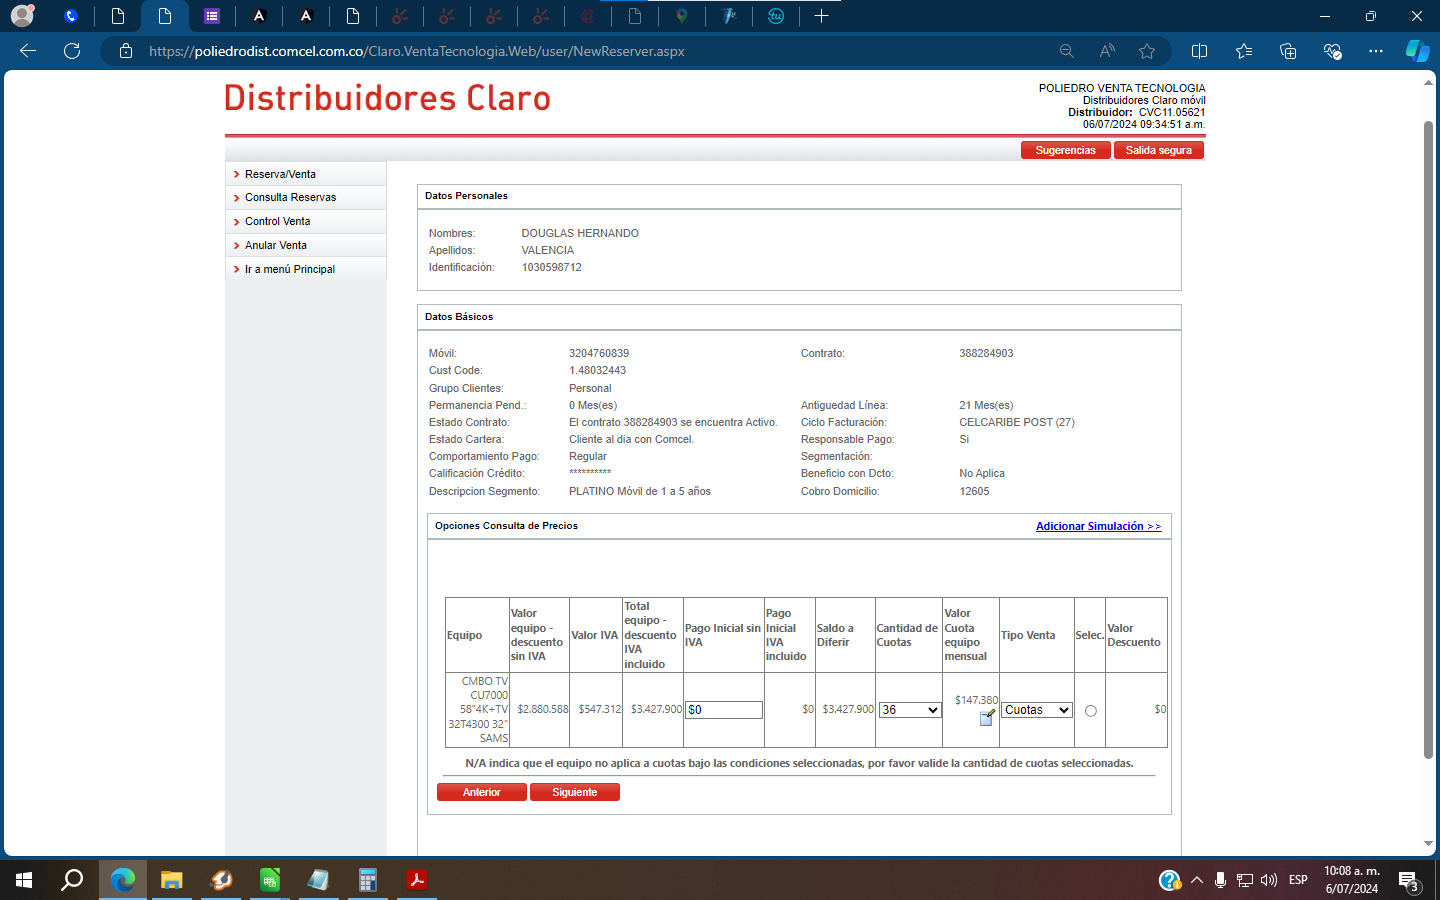 https://poliedrodist.comcel.com.co/Claro.VentaTecnologia.Web/user/NewReserver.aspx
Distribuidores Claro
POLIEDRO VENTA TECNOLOGIA
Distribuidores Claro móvil
Distribuidor: CVC11.05621
06/07/2024 09:34:51 a.m.
Sugerencias Salida segura
Reserva/Venta
Consulta Reservas
Control Venta
Anular Venta
Ir a menú Principal
Datos Personales
Nombres: DOUGLAS HERNANDO
Apellidos: VALENCIA
Identificación: 1030598712
Datos Básicos
Móvil: 3204760839 Contrato: 388284903
Cust Code: 1.48032443
Grupo Clientes: Personal
Permanencia Pend.: 0 Mes(es) Antiguedad Línea: 21 Mes(es)
Estado Contrato: El contrato 388284903 se encuentra Activo. Ciclo Facturación: CELCARIBE POST (27)
Estado Cartera: Cliente al dia con Comcel. Responsable Pago: Si
Comportamiento Pago: Regular Segmentación:
Calificación Crédito: ********** Beneficio con Dcto: No Aplica
Descripcion Segmento: PLATINO Móvil de 1 a 5 años Cobro Domicilio: 12605
Opciones Consulta de Precios Adicionar Simulación >>
Equipo
Valor
equipo -
descuento
sin IVA
Valor IVA
Total
equipo -
descuento
IVA
incluido
Pago Inicial sin
IVA
Pago
Inicial
IVA
incluido
Saldo a
Diferir
Cantidad de
Cuotas
Valor
Cuota
equipo
mensual
Tipo Venta
Selec.
Valor
Descuento
CMBO TV
CU7000
58"4K+TV
32T4300 32"
SAMS
$2.880.588
$547.312
$3.427.900
$0
$0
$3.427.900
36
$147.380
Cuotas
$0
N/A indica que el equipo no aplica a cuotas bajo las condiciones seleccionadas, por favor valide la cantidad de cuotas seleccionadas.
Anterior Siguiente
ESP
10:08 a. m.
6/07/2024
3